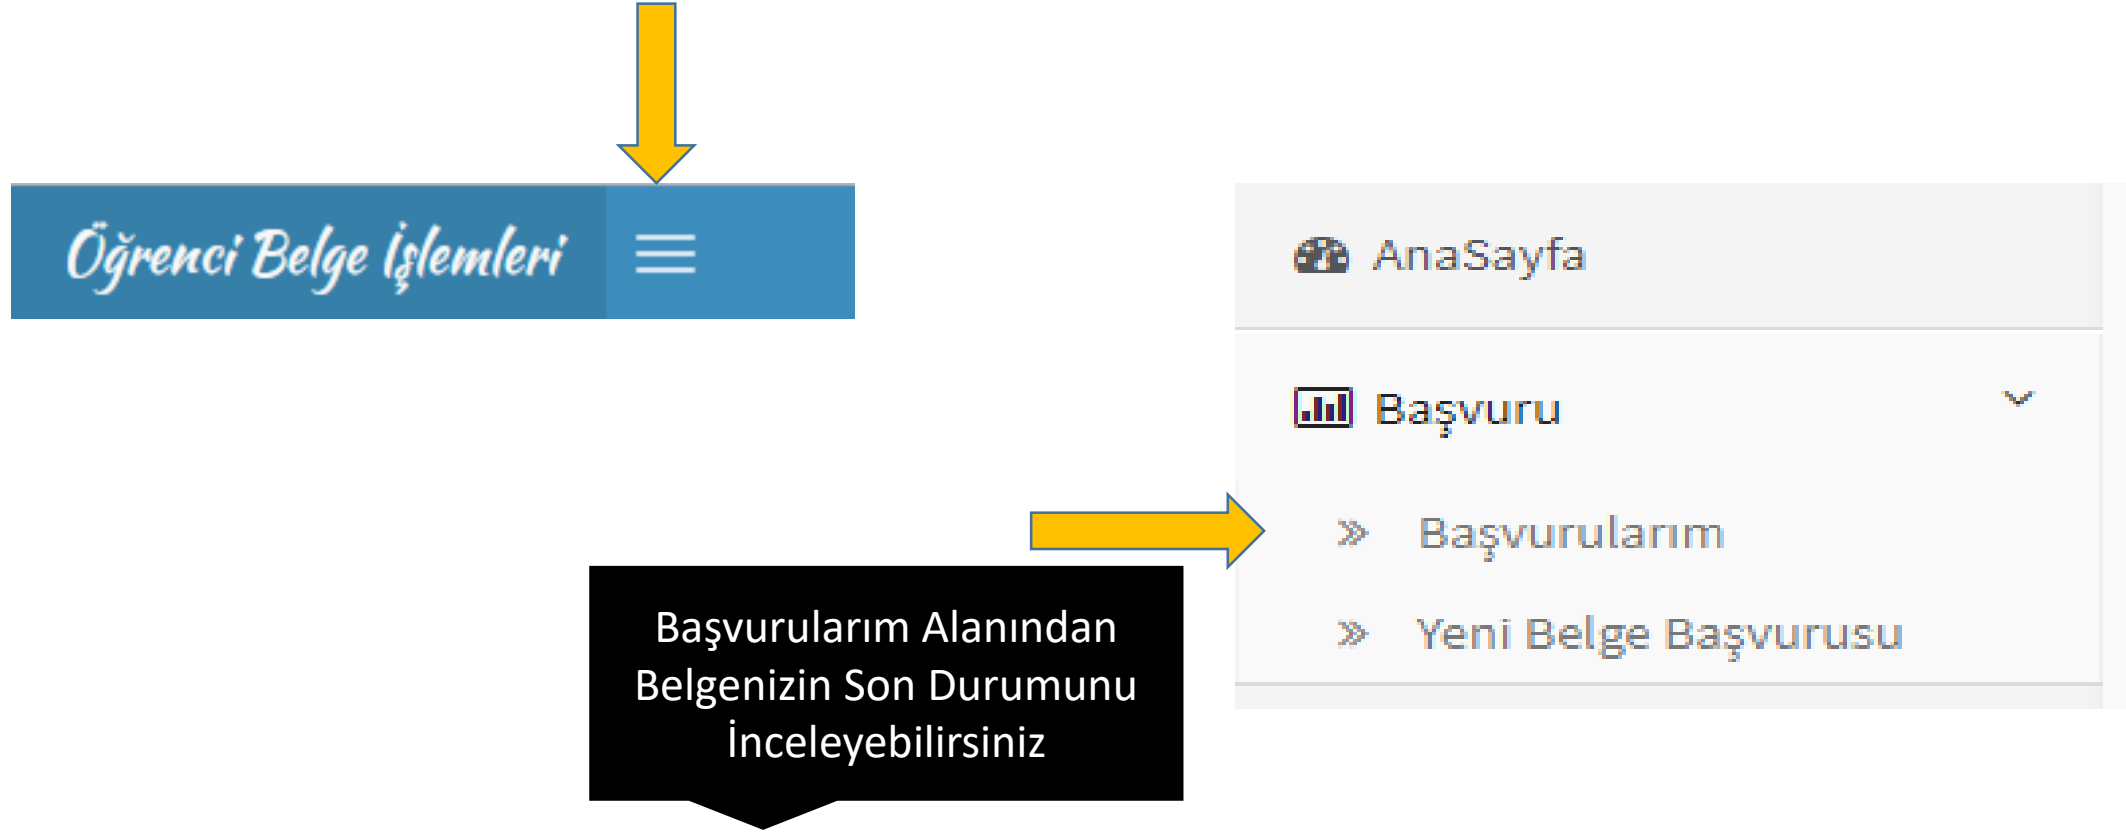 Öğrenci Belge İşlemleri
AnaSayfa
Başvuru
Başvurularım
Yeni Belge Başvurusu
Başvurularım Alanından
Belgenizin Son Durumunu
İnceleyebilirsiniz